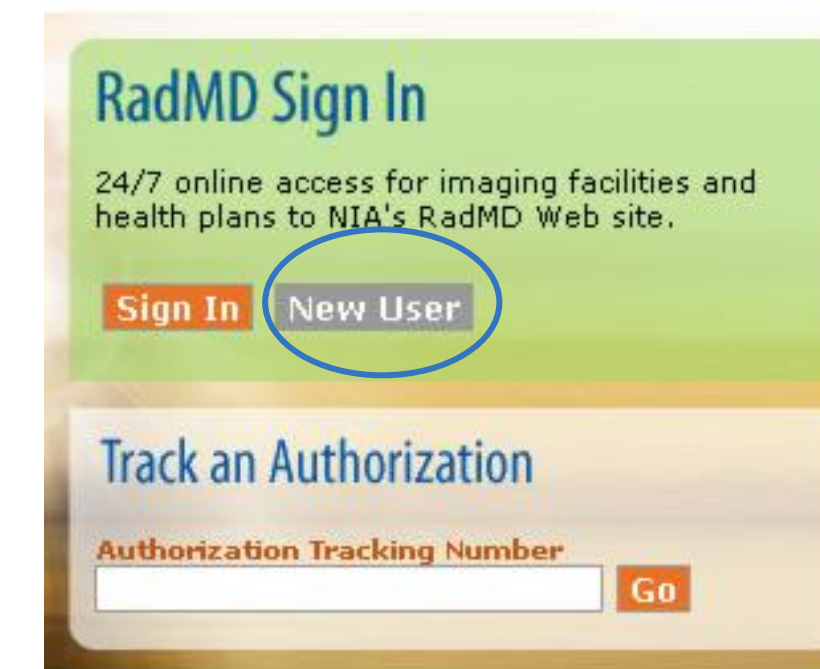 RadMD Sign In
24/7 online access for imaging facilities and
health plans to NIA's RadMD Web site.
Sign In New User
Track an Authorization
Authorization Tracking Number
Go